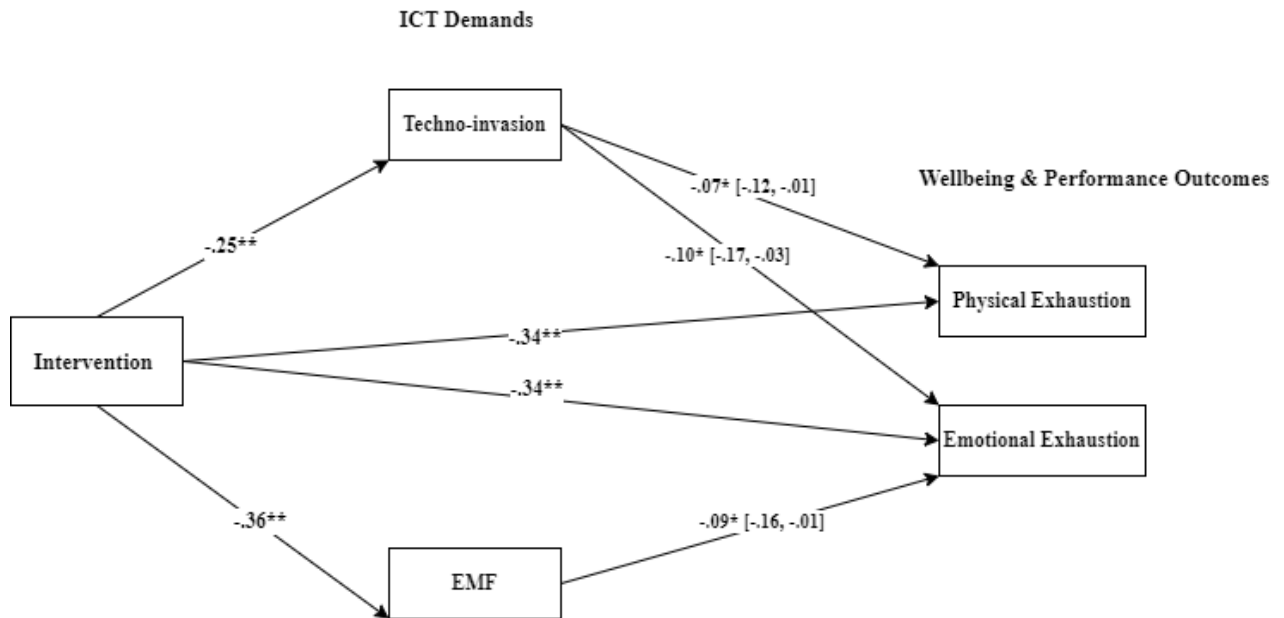 ICT Demands
Techno-invasion
-.07* [-.12, -.01]
Wellbeing & Performance Outcomes
-.25**
-.10* [-.17, -.03]
Physical Exhaustion
-.34**
Intervention
-.34**
Emotional Exhaustion
-.36**
-.09* [-.16, -.01]
EMF